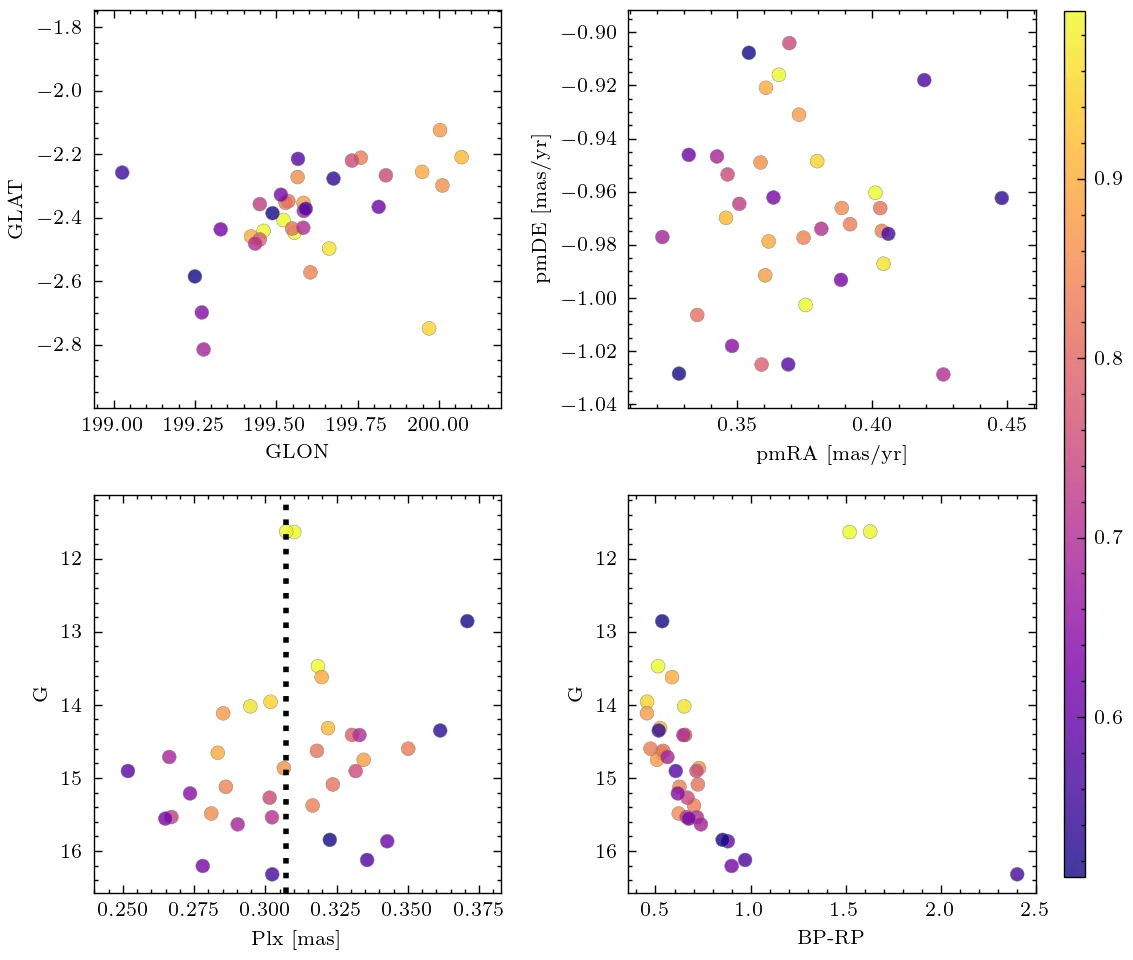 −1.8
−2.0
−2.2
−2.4
−2.6
−2.8
GLAT
199.00 199.25 199.50 199.75 200.00
GLON
−0.90
−0.92
−0.94
−0.96
−0.98
−1.00
−1.02
−1.04
pmDE [mas/yr]
0.35 0.40 0.45
pmRA [mas/yr]
12
13
14
15
16
G
0.250 0.275 0.300 0.325 0.350 0.375
Plx [mas]
12
13
14
15
16
G
0.5 1.0 1.5 2.0 2.5
BP-RP
0.9
0.8
0.7
0.6